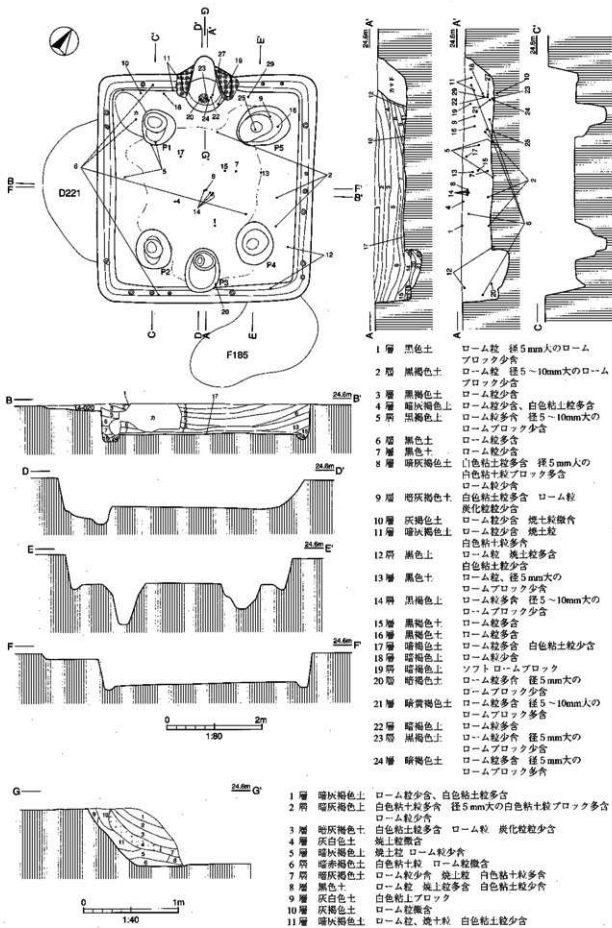 D221
F185
P1
P2
P3
P4
P5
1層 黒色土 ローム粒 径5mm大のローム
ブロック少含
2層 黒褐色土 ローム粒 径5～10mm大のローム
ブロック少含
3層 黒褐色土 ローム粒少含
4層 暗灰褐色土 ローム粒少含、白色粘土粒多含
5層 黒褐色土 ローム粒多含 径5～10mm大の
ロームブロック少含
6層 黒色土 ローム粒多含
7層 黒色土 ローム粒少含
8層 暗灰褐色土 白色粘土粒多含 径5mm大の
白色粘土粒ブロック多含
ローム粒少含
9層 暗灰褐色土 白色粘土粒多含 ローム粒
炭化粒粒少含
10層 灰褐色土 ローム粒少含 焼土粒微含
11層 暗灰褐色土 ローム粒少含 焼土粒
白色粘土粒多含
12層 黒色土 ローム粒 焼土粒多含
白色粘土粒少含
13層 黒色土 ローム粒、径5mm大の
ロームブロック少含
14層 黒褐色土 ローム粒多含 径5～10mm大の
ロームブロック少含
15層 黒褐色土 ローム粒多含
16層 黒褐色土 ローム粒多含
17層 暗褐色土 ローム粒多含 白色粘土粒少含
18層 暗褐色土 ローム粒少含
19層 暗褐色土 ソフトロームブロック
20層 暗褐色土 ローム粒多含 径5mm大の
ロームブロック少含
21層 暗黄褐色土 ローム粒多含 径5～10mm大の
ロームブロック多含
22層 暗褐色土 ローム粒多含
23層 黒褐色土 ローム粒少含 径5mm大の
ロームブロック少含
24層 暗褐色土 ローム粒多含 径5mm大の
ロームブロック多含
B
B'
24.6m
D
D'
24.6m
E
E'
24.6m
F
F'
24.6m
0
2m
1:80
G
G'
24.6m
0
1m
1:40
1層 暗灰褐色土 ローム粒少含、白色粘土粒多含
2層 暗灰褐色土 白色粘土粒多含 径5mm大の白色粘土粒ブロック多含
ローム粒少含
3層 暗灰褐色土 白色粘土粒多含 ローム粒 炭化粒粒少含
4層 灰白色土 焼土粒微含
5層 暗灰褐色土 焼土粒 ローム粒少含
6層 暗赤褐色土 白色粘土粒 ローム粒微含
7層 暗灰褐色土 ローム粒少含 焼土粒 白色粘土粒多含
8層 黒色土 ローム粒 焼土粒多含 白色粘土粒少含
9層 灰白色土 白色粘土ブロック
10層 灰褐色土 ローム粒微含
11層 暗灰褐色土 ローム粒、焼土粒 白色粘土粒少含